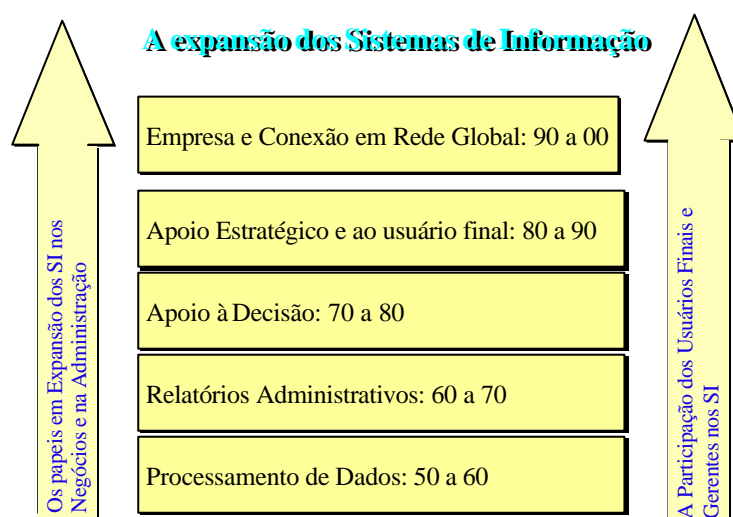 A expansão dos Sistemas de Informação
Empresa e Conexão em Rede Global: 90 a 00
Apoio Estratégico e ao usuário final: 80 a 90
Apoio à Decisão: 70 a 80
Relatórios Administrativos: 60 a 70
Processamento de Dados: 50 a 60
Os papeis em Expansão dos SI nos
Negócios e na Administração
A Participação dos Usuários Finais e
Gerentes nos SI